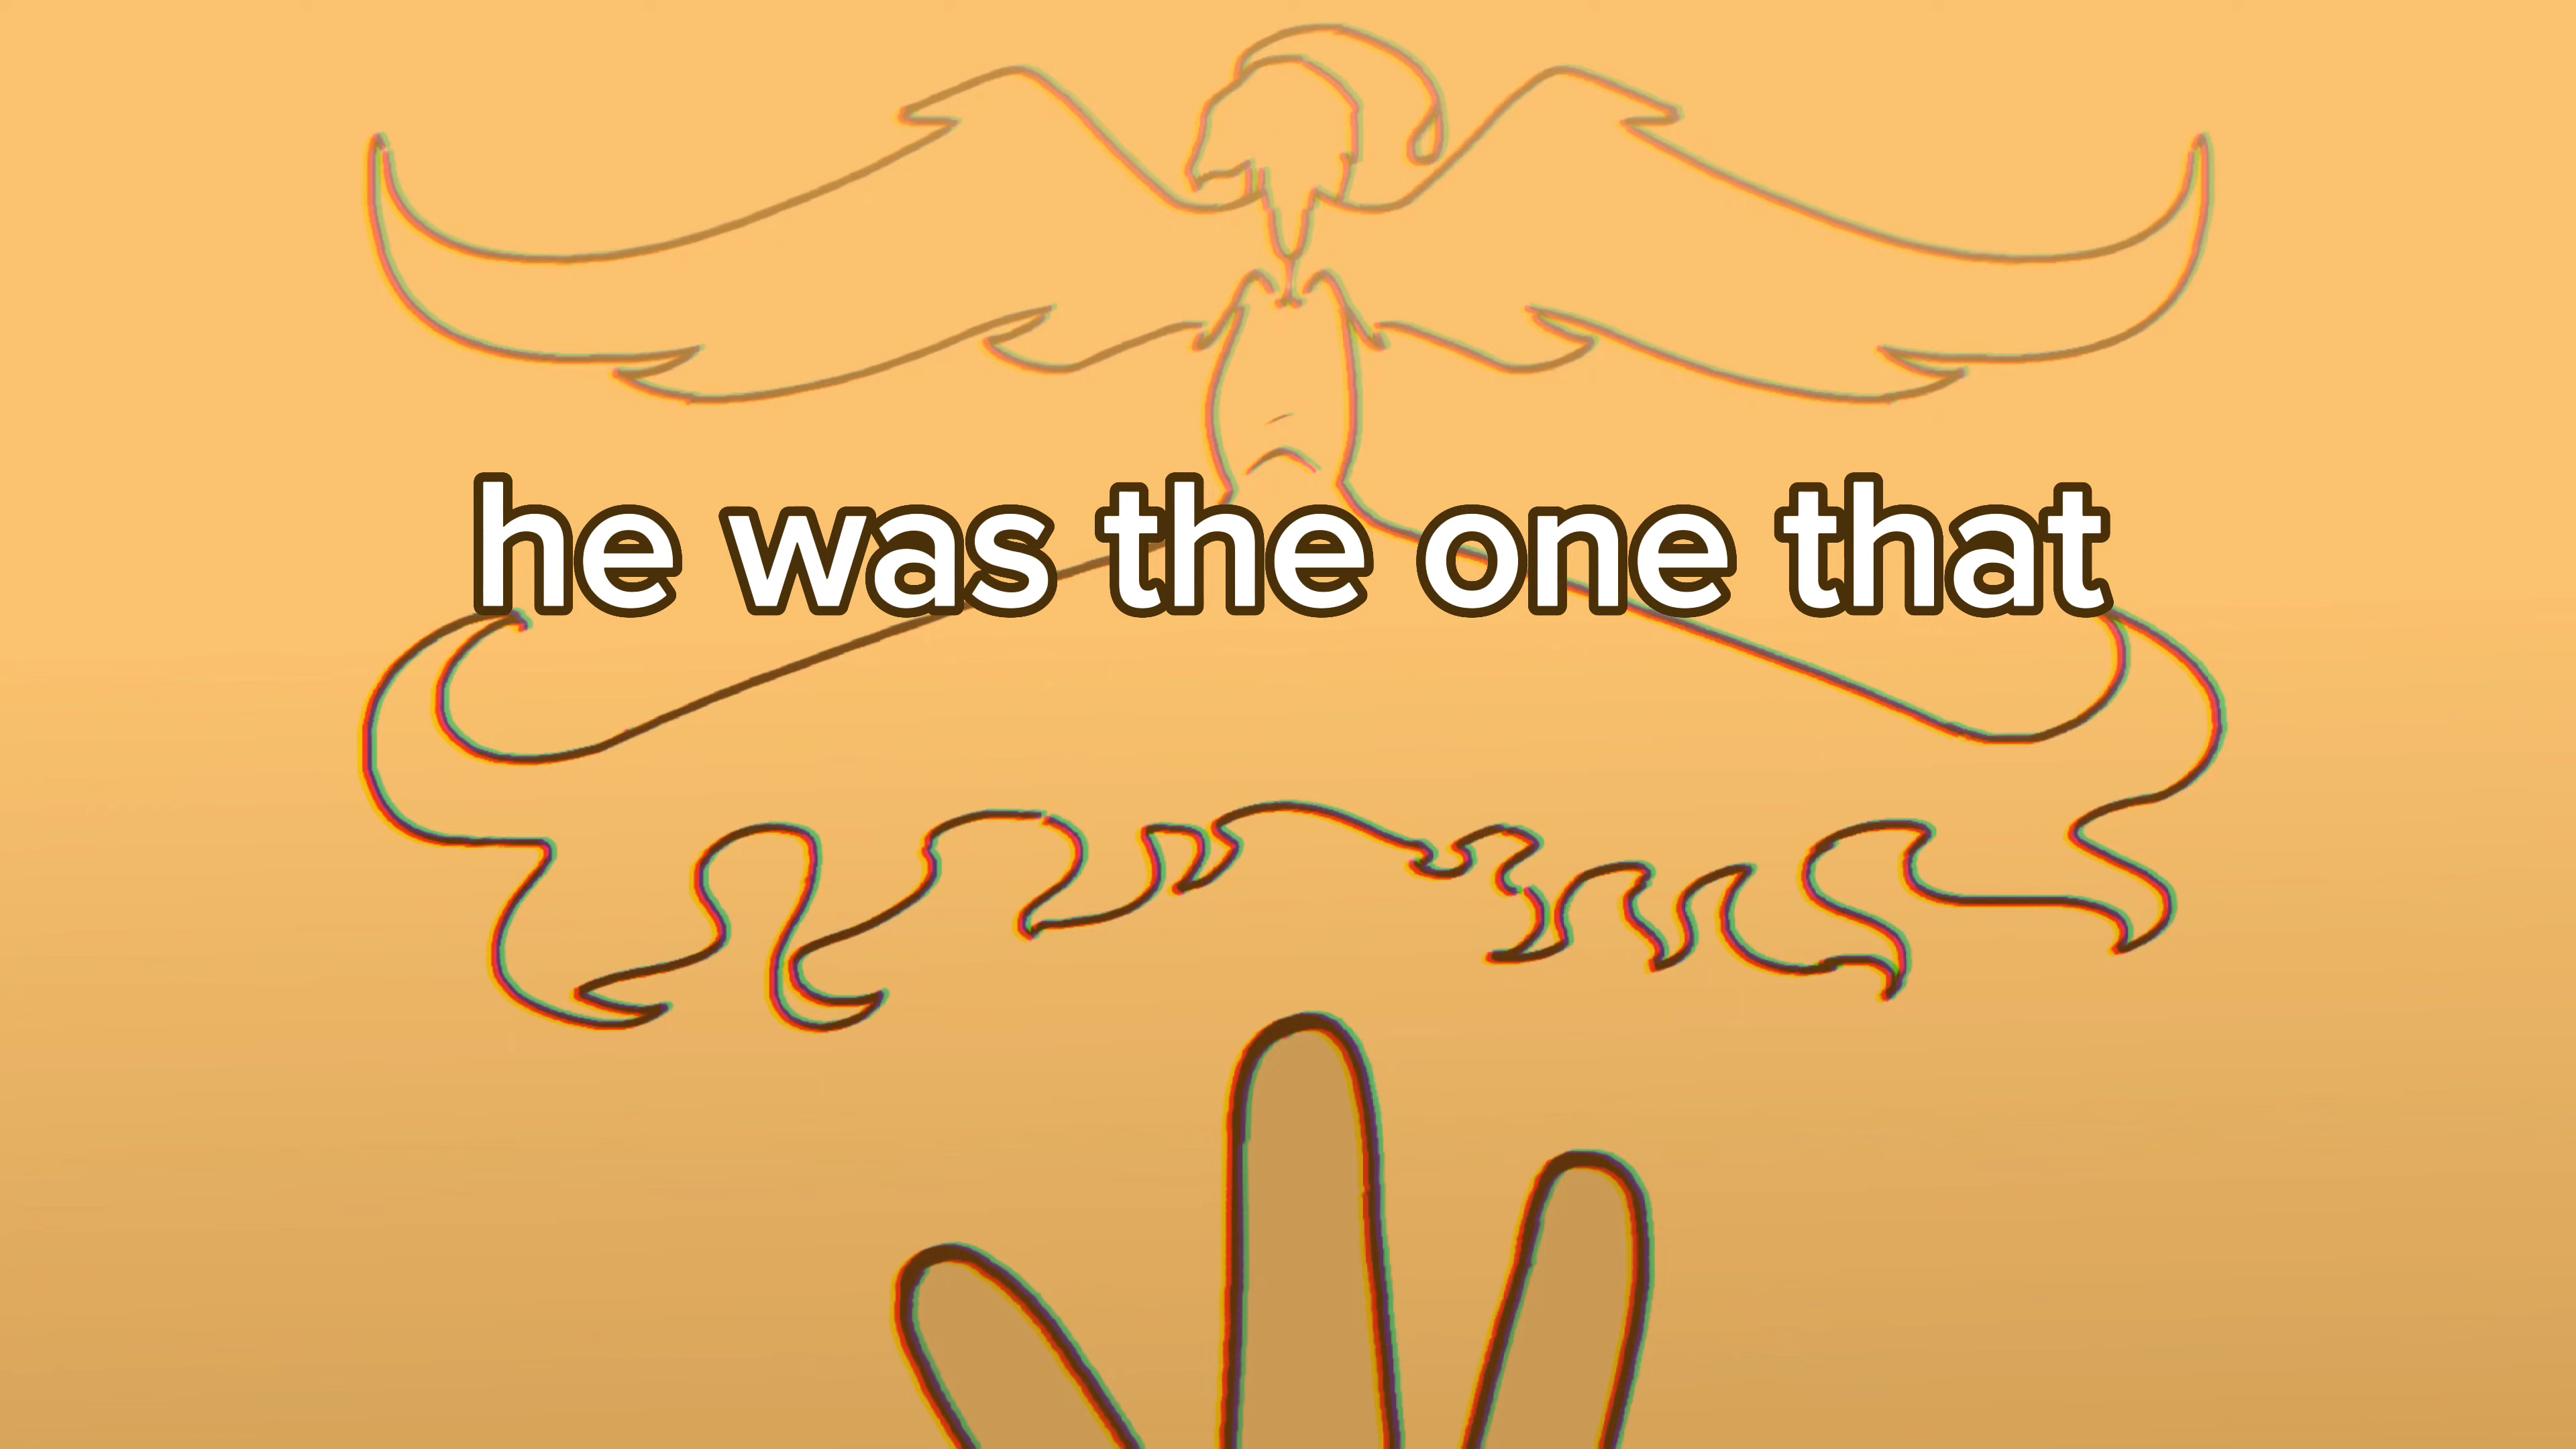 he was the one that